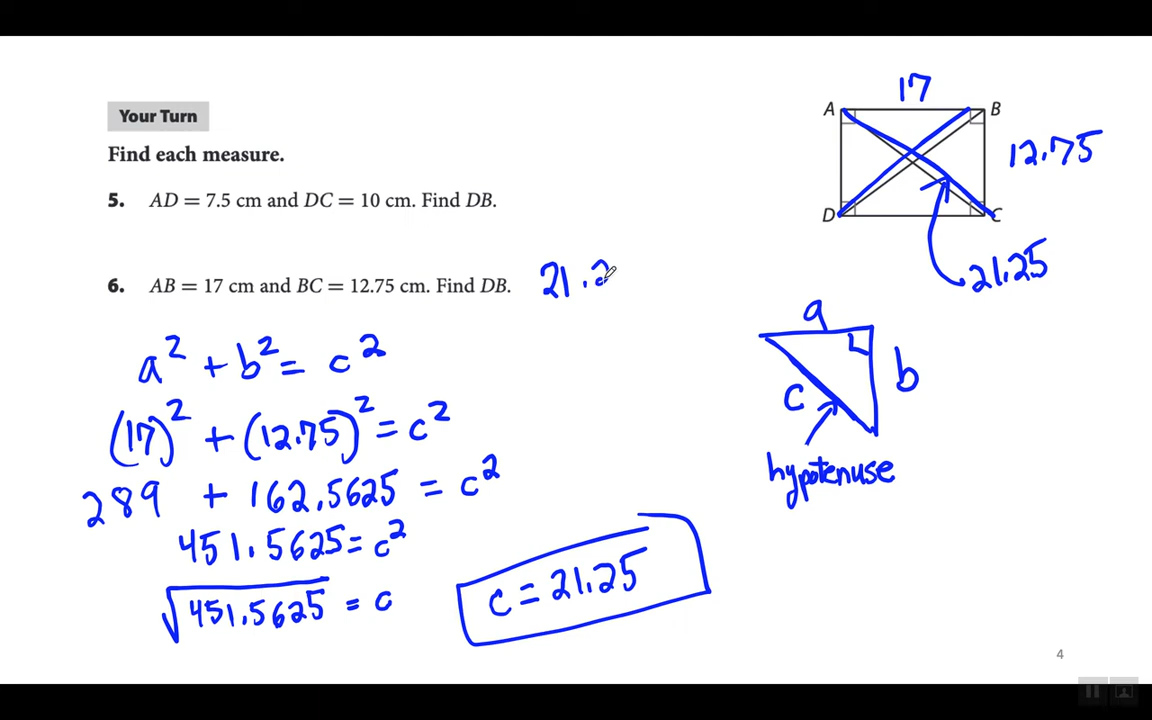 Your Turn
Find each measure.
5. AD = 7.5 cm and DC = 10 cm. Find DB.
6. AB = 17 cm and BC = 12.75 cm. Find DB. 21.2
a² + b² = c²
(17)² + (12.75)² = c²
289 + 162.5625 = c²
451.5625 = c²
√451.5625 = c
c = 21.25
17
A B
12.75
D C
21.25
a
b
c
hypotenuse
4